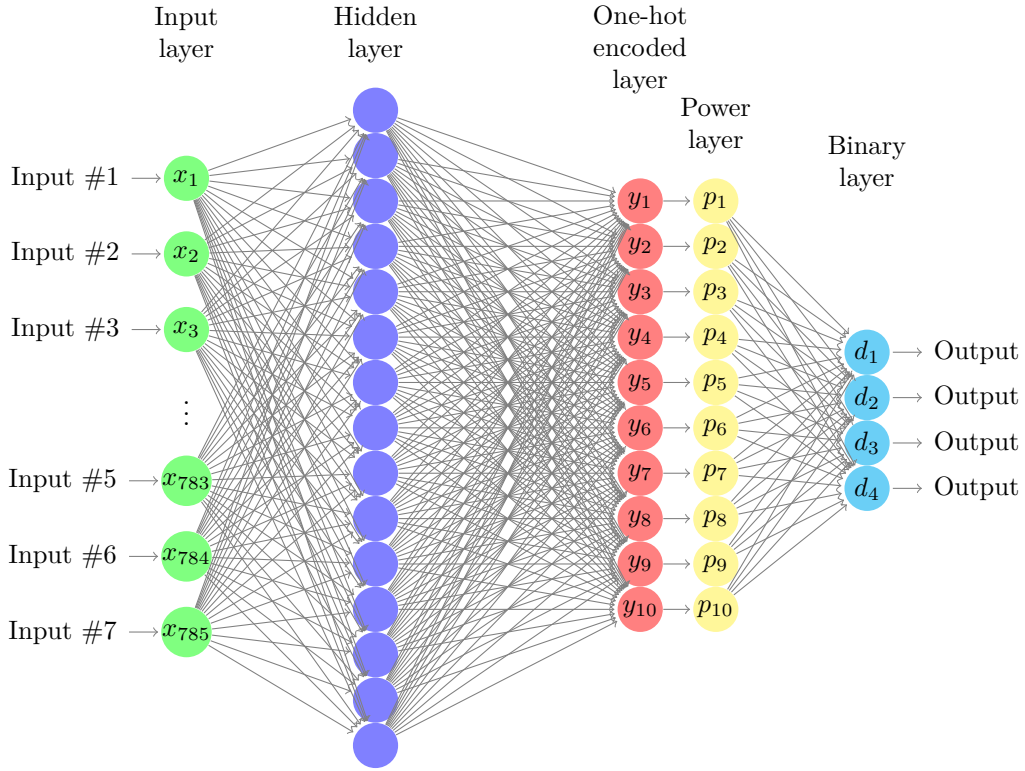 Input
layer
Hidden
layer
One-hot
encoded
layer
Power
layer
Binary
layer
Input #1
Input #2
Input #3
Input #5
Input #6
Input #7
x1
x2
x3
⋮
x783
x784
x785
y1
y2
y3
y4
y5
y6
y7
y8
y9
y10
p1
p2
p3
p4
p5
p6
p7
p8
p9
p10
d1
d2
d3
d4
Output
Output
Output
Output